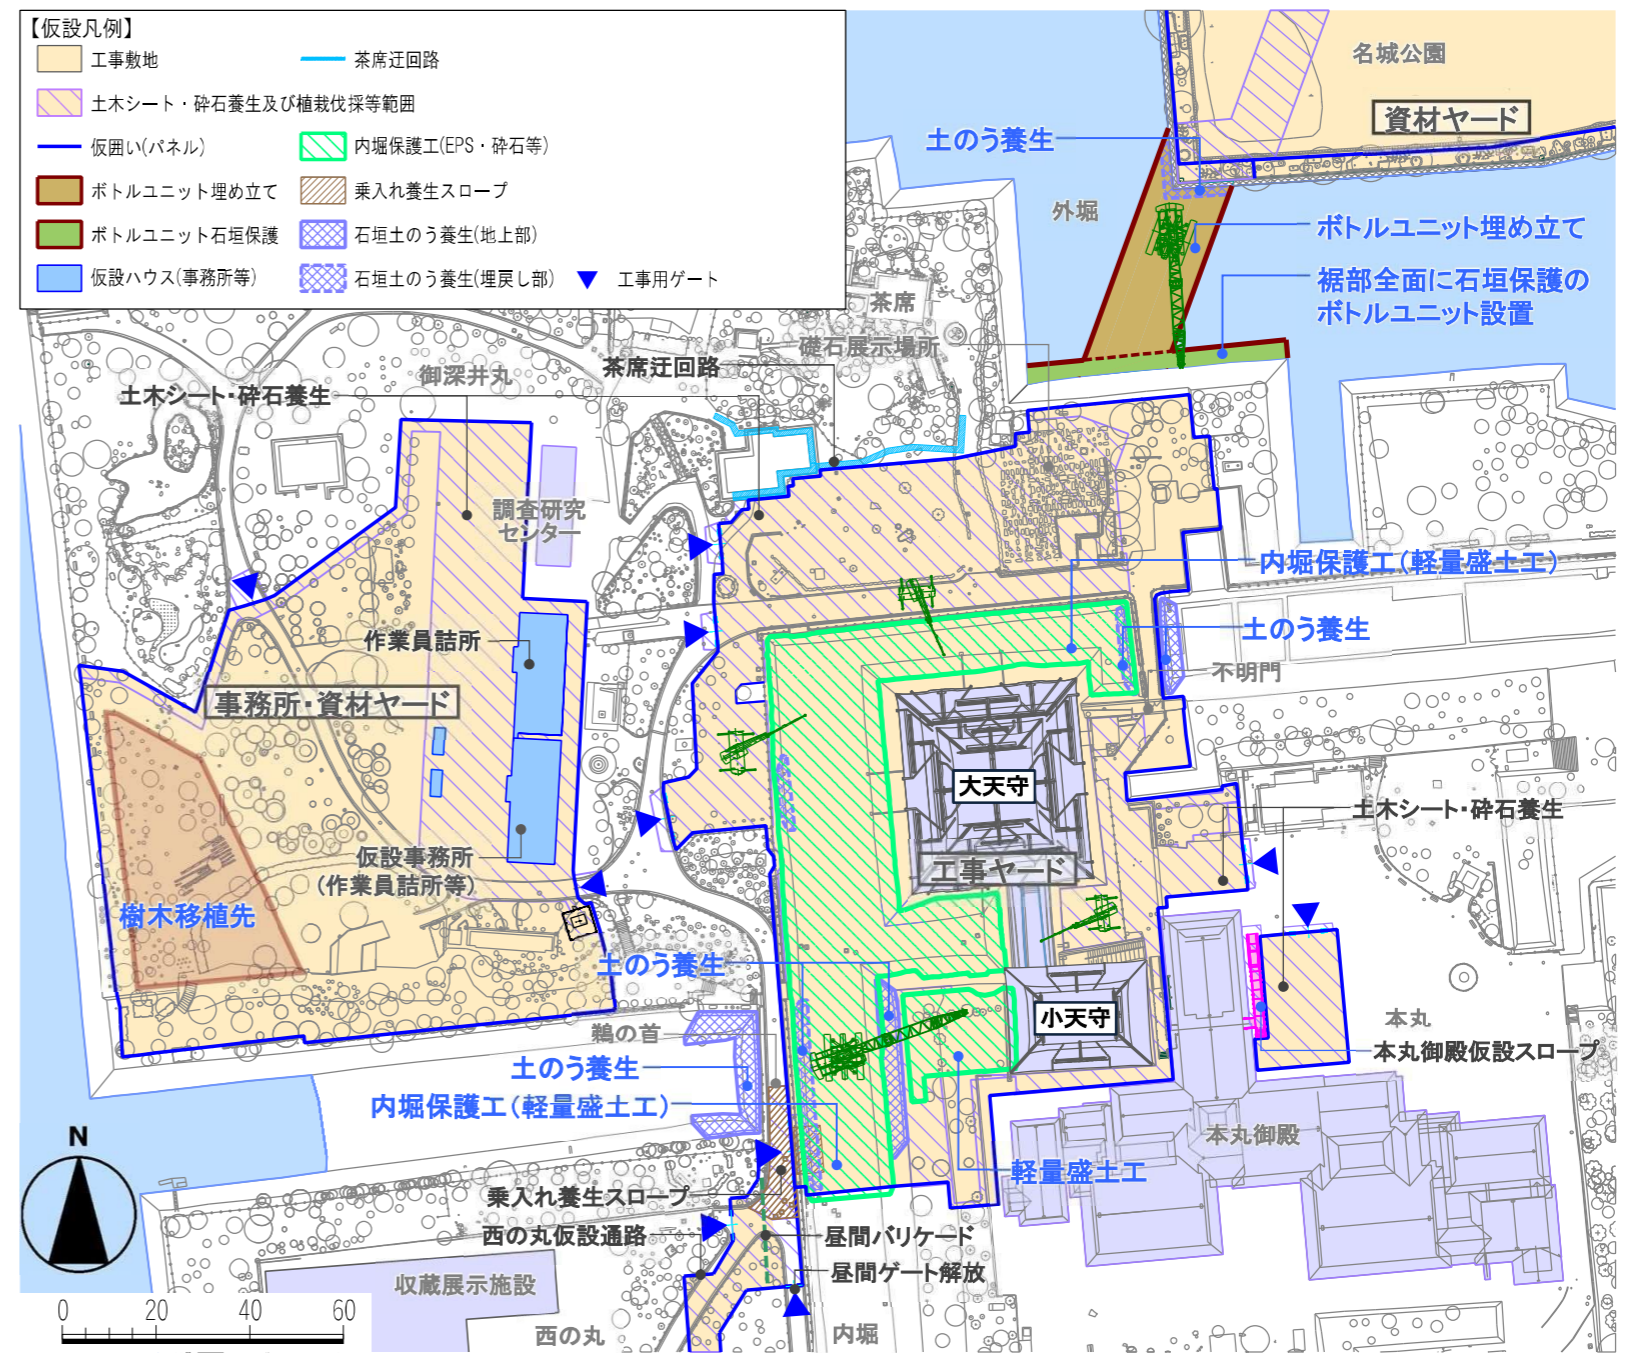 【仮設凡例】
工事敷地
茶席迂回路
土木シート・砕石養生及び植栽伐採等範囲
仮囲い(パネル)
内堀保護工(EPS・砕石等)
ボトルユニット埋め立て
乗入れ養生スロープ
ボトルユニット石垣保護
石垣土のう養生(地上部)
仮設ハウス(事務所等)
石垣土のう養生(埋戻し部)
工事用ゲート
名城公園
資材ヤード
土のう養生
外堀
ボトルユニット埋め立て
裾部全面に石垣保護の
ボトルユニット設置
茶席
礎石展示場所
茶席迂回路
御深井丸
土木シート・砕石養生
調査研究
センター
内堀保護工(軽量盛土工)
土のう養生
不明門
作業員詰所
事務所・資材ヤード
大天守
土木シート・砕石養生
工事ヤード
仮設事務所
(作業員詰所等)
樹木移植先
土のう養生
小天守
本丸
鵜の首
本丸御殿仮設スロープ
土のう養生
内堀保護工(軽量盛土工)
本丸御殿
軽量盛土工
N
乗入れ養生スロープ
西の丸仮設通路
昼間バリケード
昼間ゲート解放
収蔵展示施設
西の丸
内堀
0 20 40 60